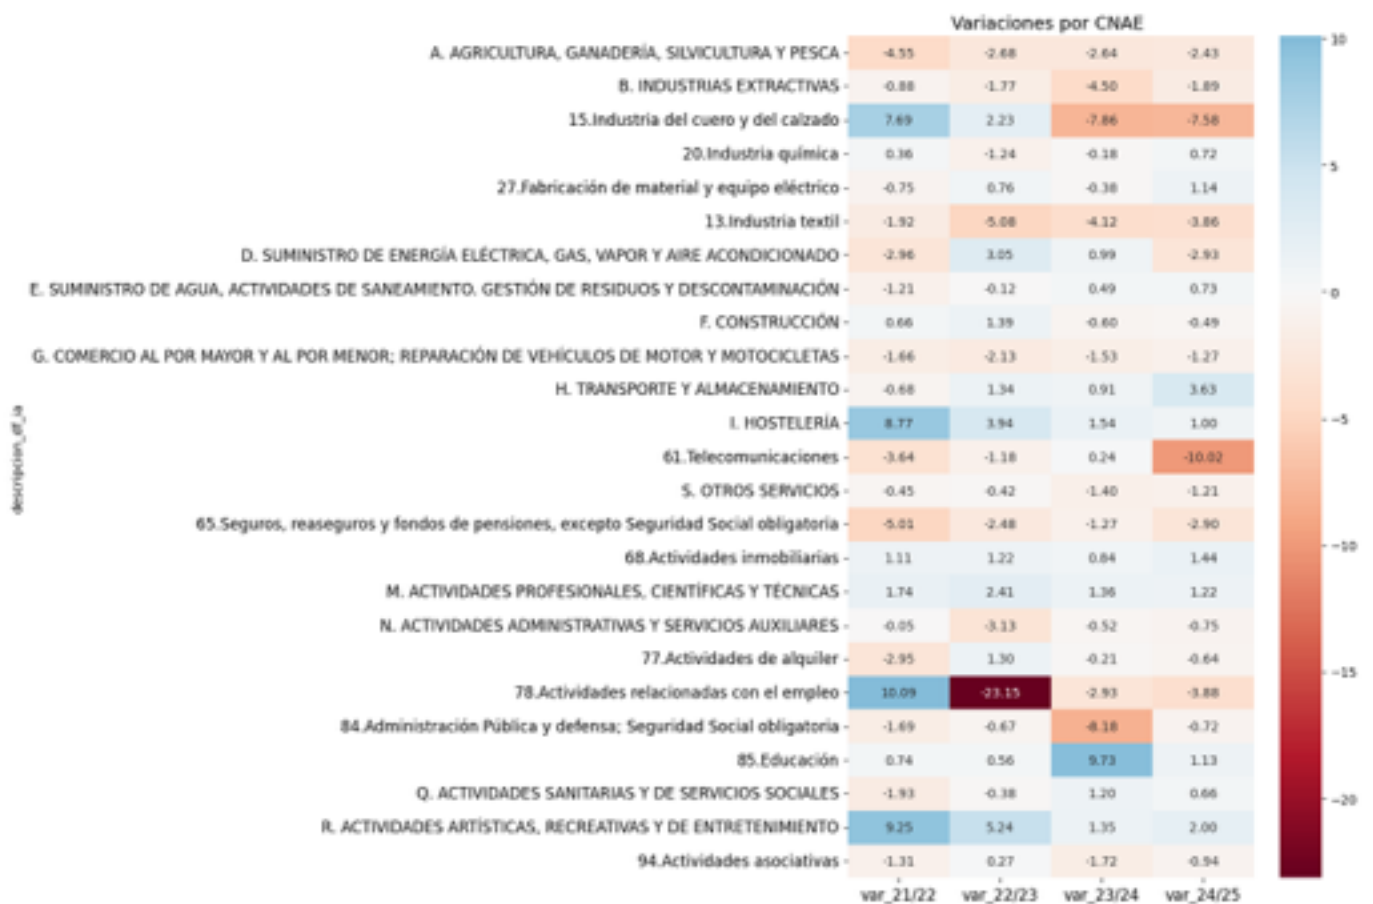 Variaciones por CNAE
A. AGRICULTURA, GANADERÍA, SILVICULTURA Y PESCA -4.55 -2.68 -2.64 -2.43
B. INDUSTRIAS EXTRACTIVAS -0.88 -1.77 -4.50 -1.89
15.Industria del cuero y del calzado 7.69 2.23 -7.86 -7.58
20.Industria química 0.36 -1.24 -0.18 0.72
27.Fabricación de material y equipo eléctrico -0.75 0.76 -0.38 1.14
13.Industria textil -1.92 -5.08 -4.12 -3.86
D. SUMINISTRO DE ENERGÍA ELÉCTRICA, GAS, VAPOR Y AIRE ACONDICIONADO -2.96 3.05 0.99 -2.93
E. SUMINISTRO DE AGUA, ACTIVIDADES DE SANEAMIENTO. GESTIÓN DE RESIDUOS Y DESCONTAMINACIÓN -1.21 -0.12 0.49 0.73
F. CONSTRUCCIÓN 0.66 1.39 -0.60 -0.49
G. COMERCIO AL POR MAYOR Y AL POR MENOR; REPARACIÓN DE VEHÍCULOS DE MOTOR Y MOTOCICLETAS -1.66 -2.13 -1.53 -1.27
H. TRANSPORTE Y ALMACENAMIENTO -0.68 1.34 0.91 3.63
I. HOSTELERÍA 8.77 3.94 1.54 1.00
61.Telecomunicaciones -3.64 -1.18 0.24 -10.02
S. OTROS SERVICIOS -0.45 -0.42 -1.40 -1.21
65.Seguros, reaseguros y fondos de pensiones, excepto Seguridad Social obligatoria -5.01 -2.48 -1.27 -2.90
68.Actividades inmobiliarias 1.11 1.22 0.84 1.44
M. ACTIVIDADES PROFESIONALES, CIENTÍFICAS Y TÉCNICAS 1.74 2.41 1.36 1.22
N. ACTIVIDADES ADMINISTRATIVAS Y SERVICIOS AUXILIARES -0.05 -3.13 -0.52 -0.75
77.Actividades de alquiler -2.95 1.30 -0.21 -0.64
78.Actividades relacionadas con el empleo 10.09 -23.15 -2.93 -3.88
84.Administración Pública y defensa; Seguridad Social obligatoria -1.69 -0.67 -8.18 -0.72
85.Educación 0.74 0.56 9.73 1.13
Q. ACTIVIDADES SANITARIAS Y DE SERVICIOS SOCIALES -1.93 -0.38 1.20 0.66
R. ACTIVIDADES ARTÍSTICAS, RECREATIVAS Y DE ENTRETENIMIENTO 9.25 5.24 1.35 2.00
94.Actividades asociativas -1.31 0.27 -1.72 -0.94
var_21/22 var_22/23 var_23/24 var_24/25
descripcion_df_ia
10
5
0
-5
-10
-15
-20